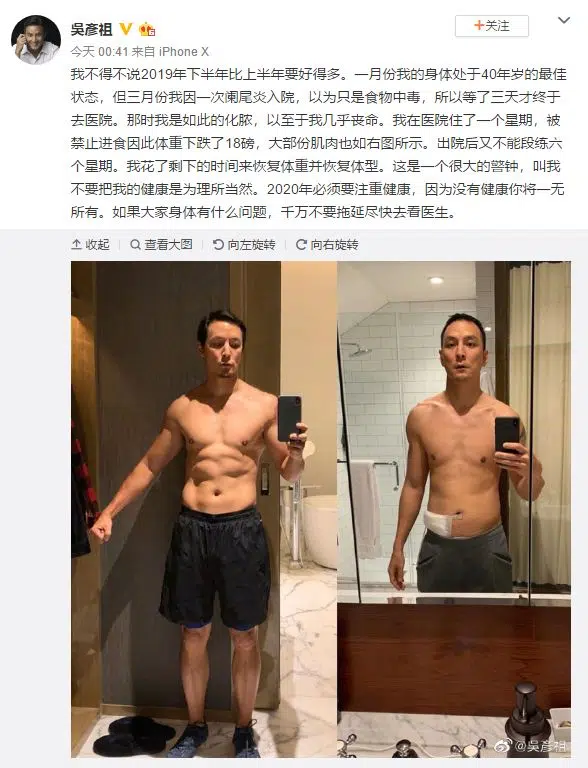 吳彥祖
+关注
今天 00:41 来自 iPhone X
我不得不说2019年下半年比上半年要好得多。一月份我的身体处于40年岁的最佳
状态，但三月份我因一次阑尾炎入院，以为只是食物中毒，所以等了三天才终于
去医院。那时我是如此的化脓，以至于我几乎丧命。我在医院住了一个星期，被
禁止进食因此体重下跌了18磅，大部份肌肉也如右图所示。出院后又不能段练六
个星期。我花了剩下的时间来恢复体重并恢复体型。这是一个很大的警钟，叫我
不要把我的健康是为理所当然。2020年必须要注重健康，因为没有健康你将一无
所有。如果大家身体有什么问题，千万不要拖延尽快去看医生。
收起 查看大图 向左旋转 向右旋转
@吳彥祖